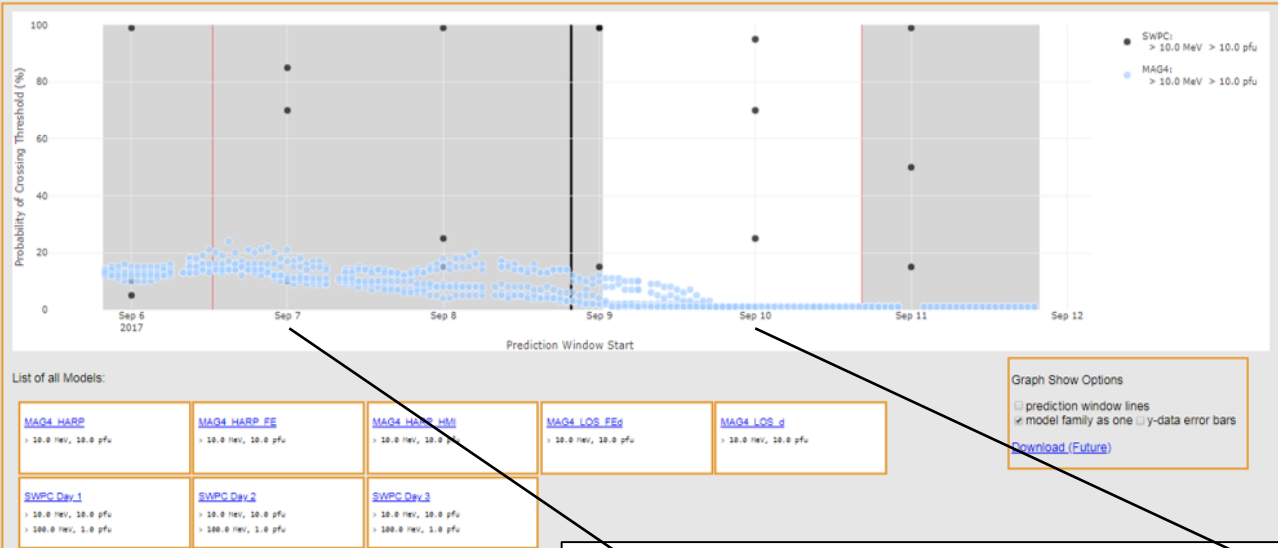 100
80
60
40
20
0
Probability of Crossing Threshold (%)
Sep 6
2017
Sep 7
Sep 8
Sep 9
Sep 10
Sep 11
Sep 12
Prediction Window Start
SWPC:
> 10.0 MeV > 10.0 pfu
MAG4:
> 10.0 MeV > 10.0 pfu
List of all Models:
MAG4_HARP
> 10.0 MeV, 10.0 pfu
MAG4_HARP_FE
> 10.0 MeV, 10.0 pfu
MAG4_HARP_HMI
> 10.0 MeV, 10.0 pfu
MAG4_LOS_FEd
> 10.0 MeV, 10.0 pfu
MAG4_LOS_d
> 10.0 MeV, 10.0 pfu
SWPC Day 1
> 10.0 MeV, 10.0 pfu
> 100.0 MeV, 1.0 pfu
SWPC Day 2
> 10.0 MeV, 10.0 pfu
> 100.0 MeV, 1.0 pfu
SWPC Day 3
> 10.0 MeV, 10.0 pfu
> 100.0 MeV, 1.0 pfu
Graph Show Options
prediction window lines
model family as one y-data error bars
Download (Future)